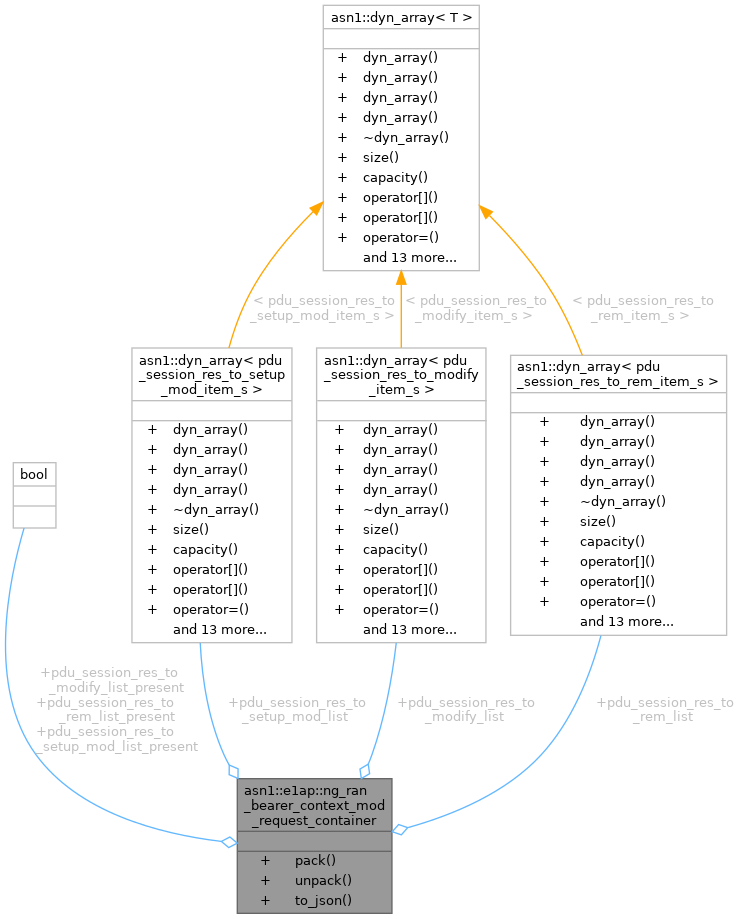 asn1::dyn_array< T >
+ dyn_array()
+ dyn_array()
+ dyn_array()
+ dyn_array()
+ ~dyn_array()
+ size()
+ capacity()
+ operator[]()
+ operator[]()
+ operator=()
and 13 more...
< pdu_session_res_to
_setup_mod_item_s >
< pdu_session_res_to
_modify_item_s >
< pdu_session_res_to
_rem_item_s >
asn1::dyn_array< pdu
_session_res_to_setup
_mod_item_s >
+ dyn_array()
+ dyn_array()
+ dyn_array()
+ dyn_array()
+ ~dyn_array()
+ size()
+ capacity()
+ operator[]()
+ operator[]()
+ operator=()
and 13 more...
asn1::dyn_array< pdu
_session_res_to_modify
_item_s >
+ dyn_array()
+ dyn_array()
+ dyn_array()
+ dyn_array()
+ ~dyn_array()
+ size()
+ capacity()
+ operator[]()
+ operator[]()
+ operator=()
and 13 more...
asn1::dyn_array< pdu
_session_res_to_rem_item_s >
+ dyn_array()
+ dyn_array()
+ dyn_array()
+ dyn_array()
+ ~dyn_array()
+ size()
+ capacity()
+ operator[]()
+ operator[]()
+ operator=()
and 13 more...
bool
+pdu_session_res_to
_modify_list_present
+pdu_session_res_to
_rem_list_present
+pdu_session_res_to
_setup_mod_list_present
+pdu_session_res_to
_setup_mod_list
+pdu_session_res_to
_modify_list
+pdu_session_res_to
_rem_list
asn1::e1ap::ng_ran
_bearer_context_mod
_request_container
+ pack()
+ unpack()
+ to_json()